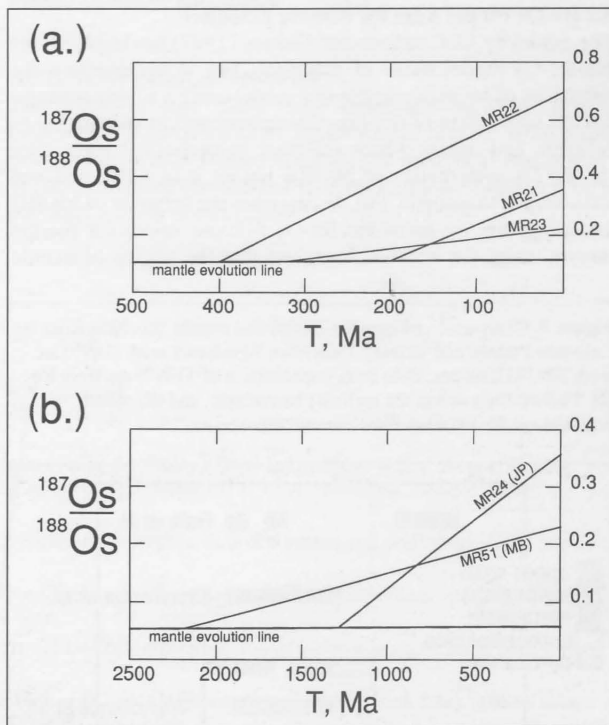 (a.)
187Os
188Os
0.8
0.6
0.4
0.2
MR22
MR21
MR23
mantle evolution line
500 400 300 200 100
T, Ma
(b.)
187Os
188Os
0.4
0.3
0.2
0.1
MR24 (JP)
MR51 (MB)
mantle evolution line
2500 2000 1500 1000 500
T, Ma